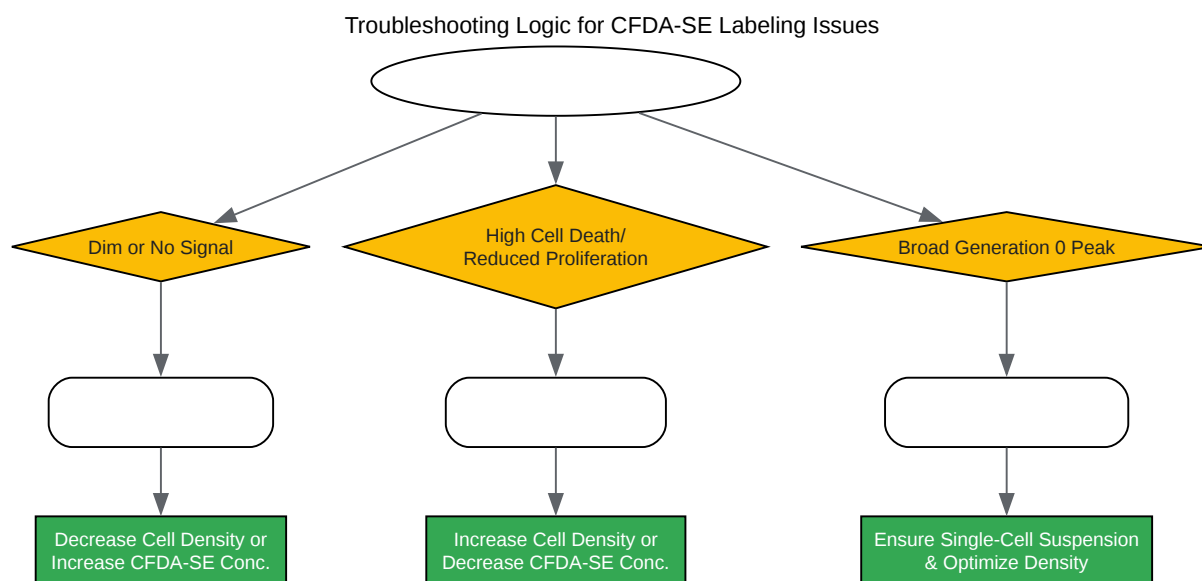 Troubleshooting Logic for CFDA-SE Labeling Issues
Dim or No Signal
High Cell Death/
Reduced Proliferation
Broad Generation 0 Peak
Decrease Cell Density or
Increase CFDA-SE Conc.
Increase Cell Density or
Decrease CFDA-SE Conc.
Ensure Single-Cell Suspension
& Optimize Density